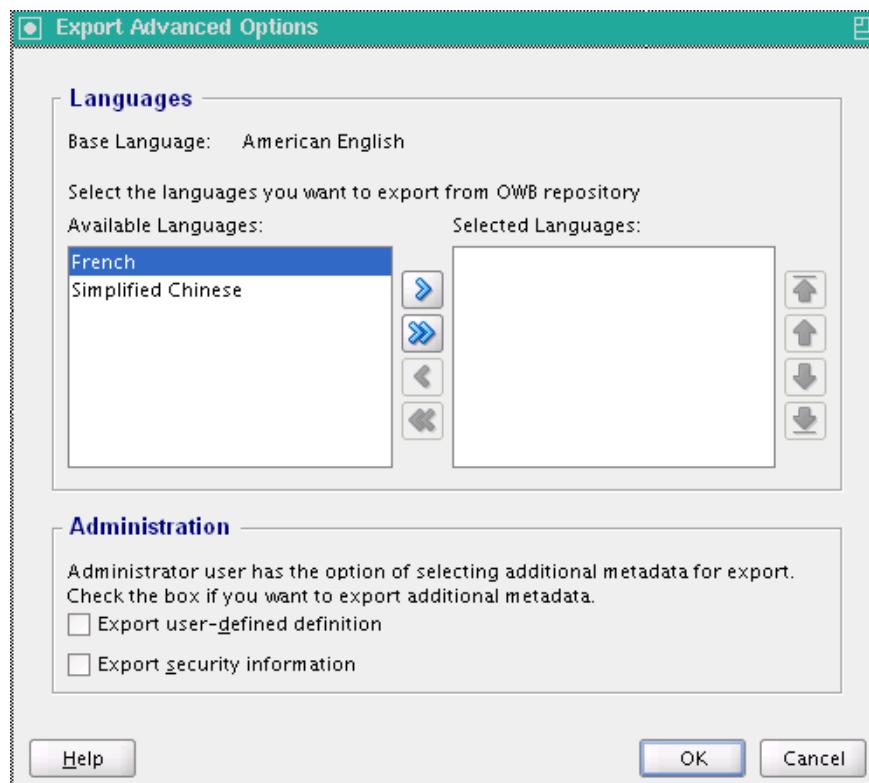 Export Advanced Options
Languages
Base Language: American English
Select the languages you want to export from OWB repository
Available Languages: Selected Languages:
French
Simplified Chinese
Administration
Administrator user has the option of selecting additional metadata for export.
Check the box if you want to export additional metadata.
Export user-defined definition
Export security information
Help OK Cancel